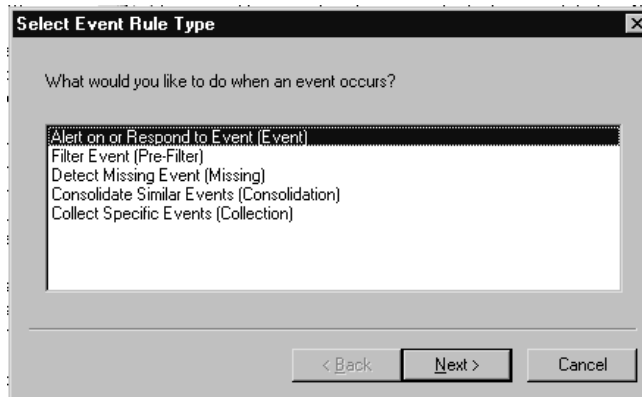 Select Event Rule Type
What would you like to do when an event occurs?
Alert on or Respond to Event (Event)
Filter Event (Pre-Filter)
Detect Missing Event (Missing)
Consolidate Similar Events (Consolidation)
Collect Specific Events (Collection)
< Back Next > Cancel